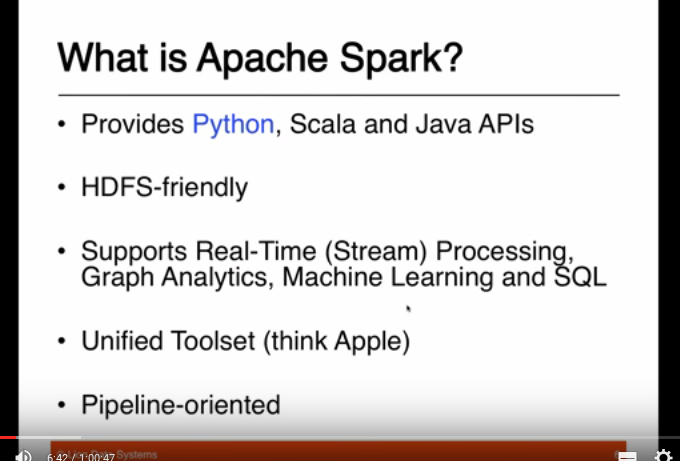 What is Apache Spark?
• Provides Python, Scala and Java APIs
• HDFS-friendly
• Supports Real-Time (Stream) Processing,
Graph Analytics, Machine Learning and SQL
• Unified Toolset (think Apple)
• Pipeline-oriented
6:42 / 1:00:47
Systems